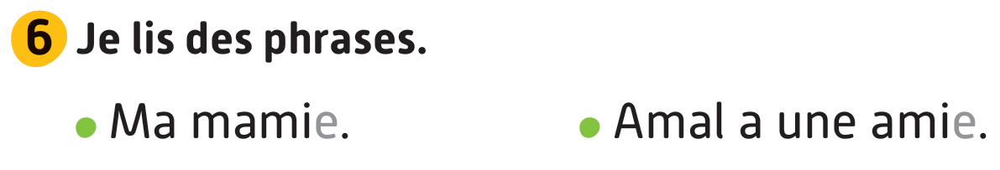 6 Je lis des phrases.
• Ma mamie. • Amal a une amie.